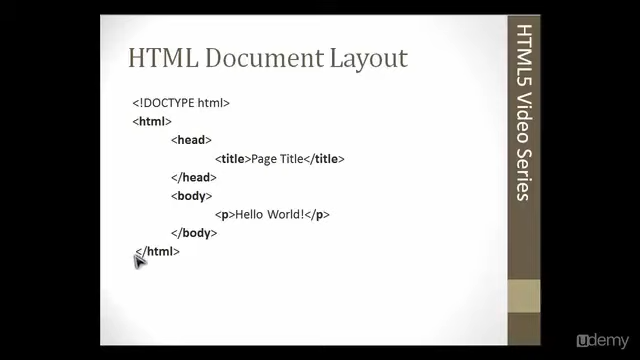 HTML Document Layout
<!DOCTYPE html>
<html>
<head>
<title>Page Title</title>
</head>
<body>
<p>Hello World!</p>
</body>
</html>
HTML5 Video Series
udemy